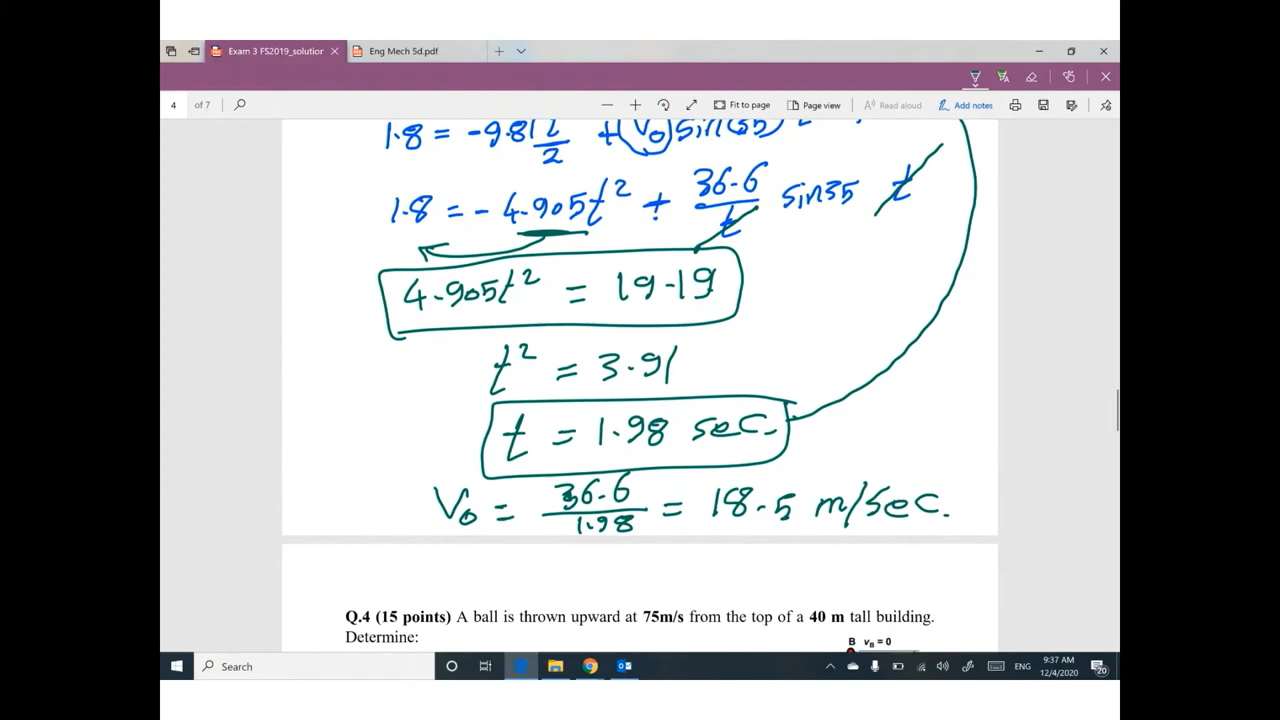 Exam 3 FS2019_solution
Eng Mech 5d.pdf
4 of 7
Fit to page
Page view
Read aloud
Add notes
1.8 = -9.81 t/2 + (V0) sin(35)
1.8 = - 4.905t² + 36.6/t sin35 t
4.905t² = 19.19
t² = 3.91
t = 1.98 sec.
V0 = 36.6/1.98 = 18.5 m/sec.
Q.4 (15 points) A ball is thrown upward at 75m/s from the top of a 40 m tall building.
Determine:
B vB = 0
Search
ENG
9:37 AM
12/4/2020
20